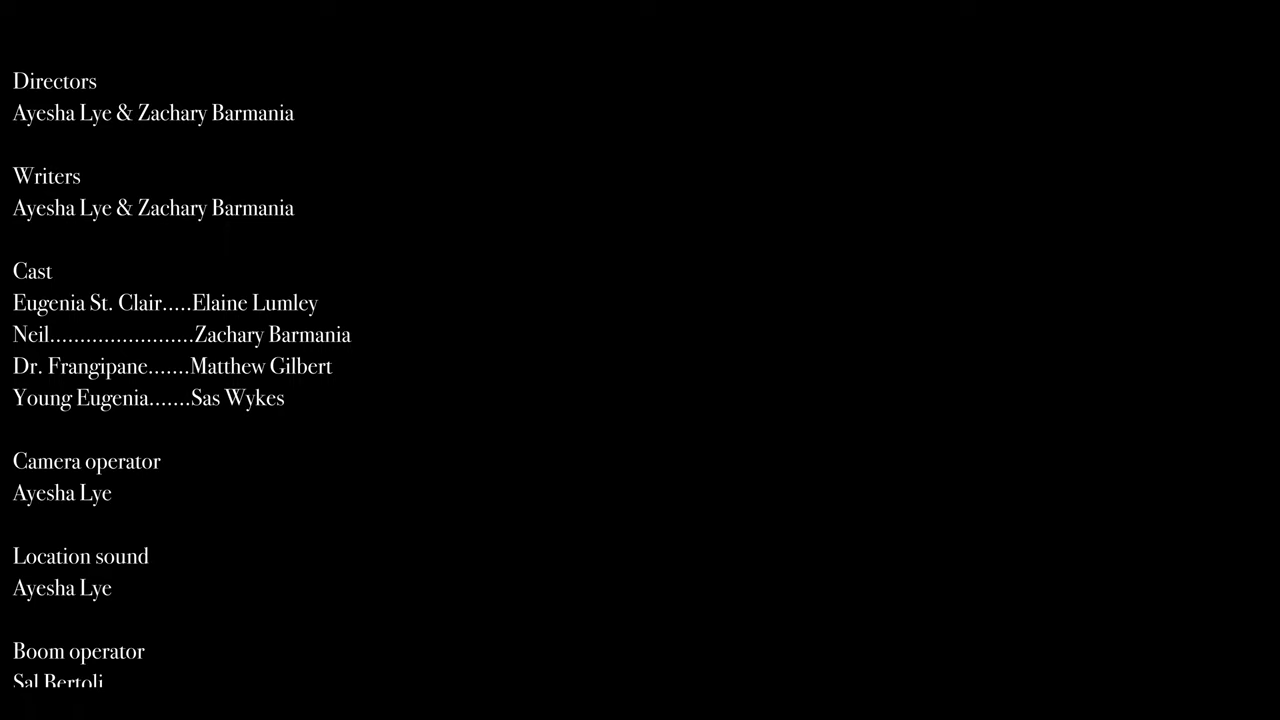 Directors
Ayesha Lye & Zachary Barmania
Writers
Ayesha Lye & Zachary Barmania
Cast
Eugenia St. Clair.....Elaine Lumley
Neil........................Zachary Barmania
Dr. Frangipane.......Matthew Gilbert
Young Eugenia.......Sas Wykes
Camera operator
Ayesha Lye
Location sound
Ayesha Lye
Boom operator
Sal Bertoli